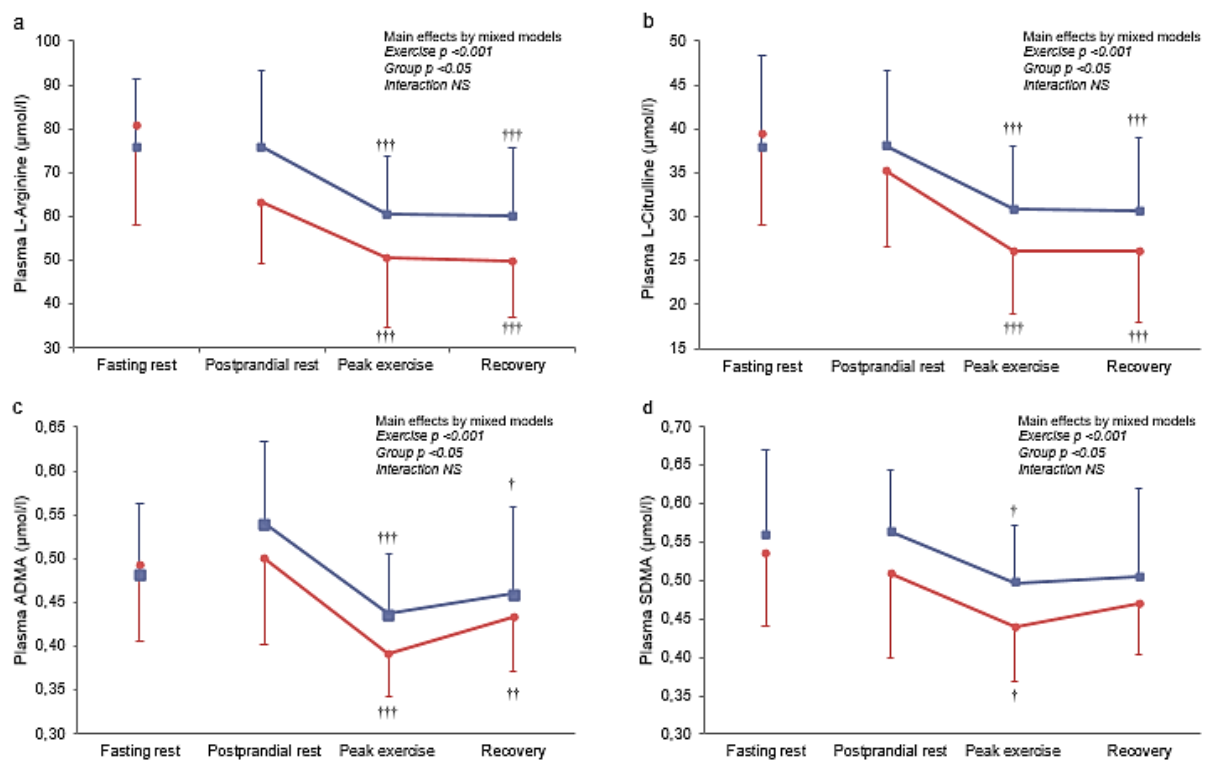 a
Main effects by mixed models
Exercise p <0.001
Group p <0.05
Interaction NS
Plasma L-Arginine (µmol/l)
100
90
80
70
60
50
40
30
†††
†††
†††
†††
Fasting rest
Postprandial rest
Peak exercise
Recovery
b
Main effects by mixed models
Exercise p <0.001
Group p <0.05
Interaction NS
Plasma L-Citrulline (µmol/l)
50
45
40
35
30
25
20
15
†††
†††
†††
†††
Fasting rest
Postprandial rest
Peak exercise
Recovery
c
Main effects by mixed models
Exercise p <0.001
Group p <0.05
Interaction NS
Plasma ADMA (µmol/l)
0,65
0,60
0,55
0,50
0,45
0,40
0,35
0,30
†††
†
†††
††
Fasting rest
Postprandial rest
Peak exercise
Recovery
d
Main effects by mixed models
Exercise p <0.001
Group p <0.05
Interaction NS
Plasma SDMA (µmol/l)
0,70
0,65
0,60
0,55
0,50
0,45
0,40
0,35
0,30
†
†
Fasting rest
Postprandial rest
Peak exercise
Recovery